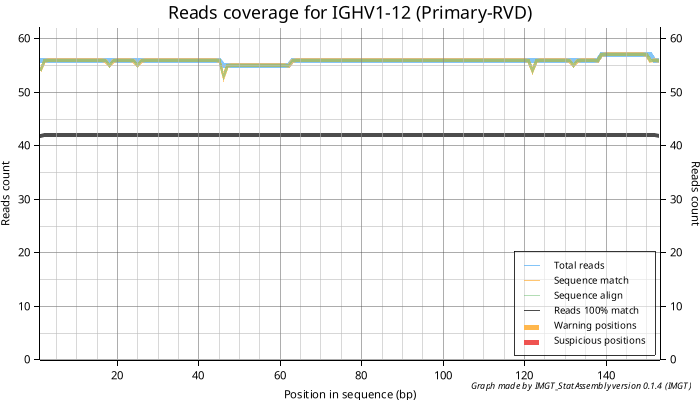 Reads coverage for IGHV1-12 (Primary-RVD)
60
50
40
30
20
10
0
Reads count
60
50
40
30
20
10
0
Reads count
20
40
60
80
100
120
140
Position in sequence (bp)
Total reads
Sequence match
Sequence align
Reads 100% match
Warning positions
Suspicious positions
Graph made by IMGT_StatAssembly version 0.1.4 (IMGT)